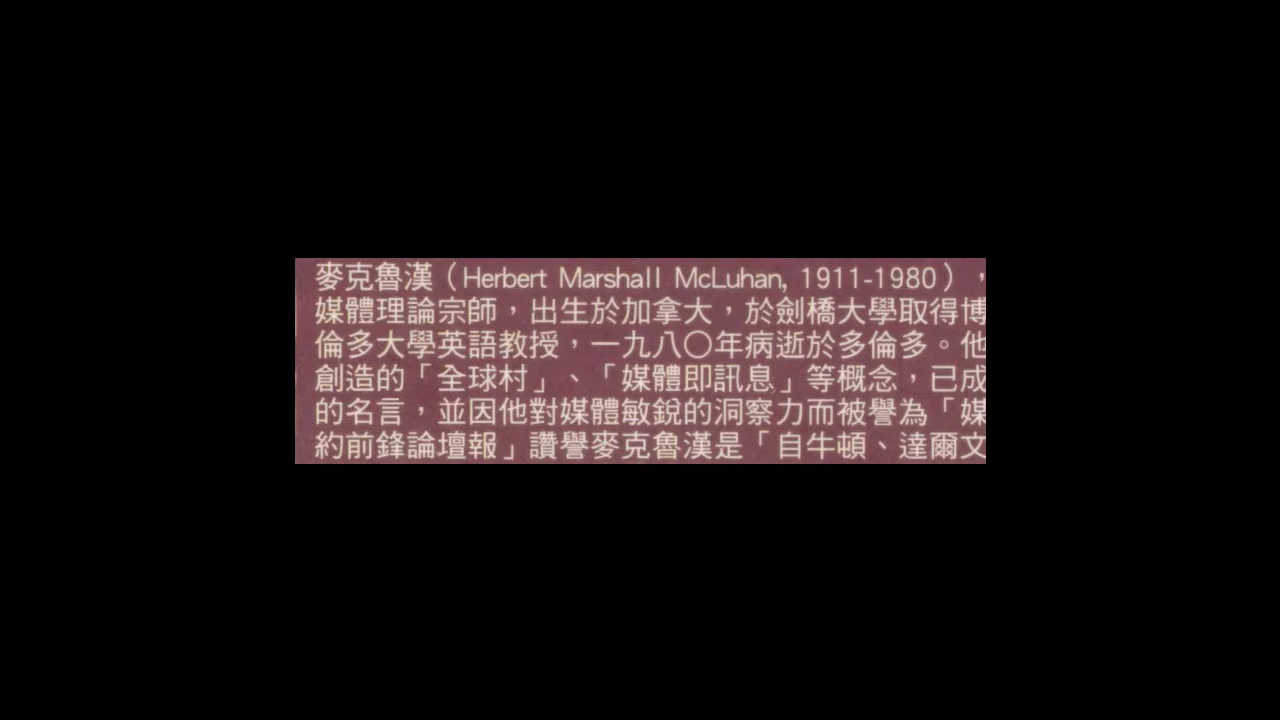 麥克魯漢（Herbert Marshall McLuhan, 1911-1980），
媒體理論宗師，出生於加拿大，於劍橋大學取得博
倫多大學英語教授，一九八〇年病逝於多倫多。他
創造的「全球村」、「媒體即訊息」等概念，已成
的名言，並因他對媒體敏銳的洞察力而被譽為「媒
約前鋒論壇報」讚譽麥克魯漢是「自牛頓、達爾文